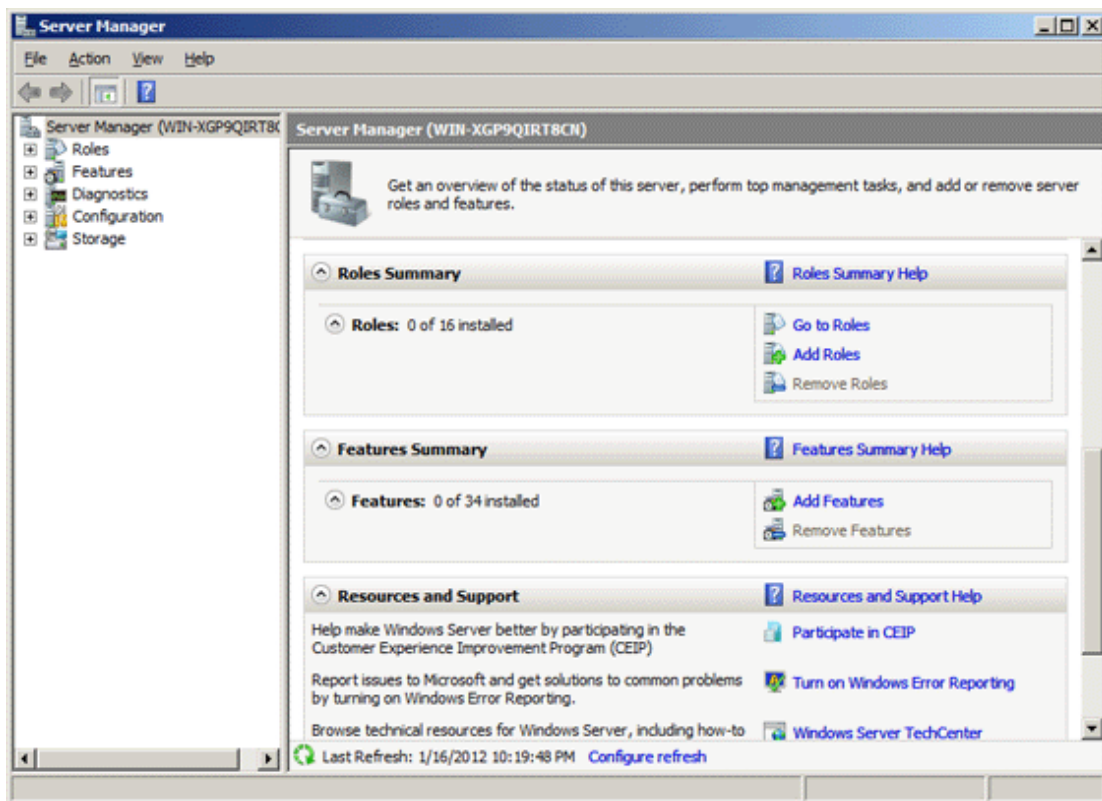 Server Manager
File Action View Help
Server Manager (WIN-XGP9QIRT8C
Roles
Features
Diagnostics
Configuration
Storage
Server Manager (WIN-XGP9QIRT8CN)
Get an overview of the status of this server, perform top management tasks, and add or remove server
roles and features.
Roles Summary
Roles Summary Help
Roles: 0 of 16 installed
Go to Roles
Add Roles
Remove Roles
Features Summary
Features Summary Help
Features: 0 of 34 installed
Add Features
Remove Features
Resources and Support
Resources and Support Help
Help make Windows Server better by participating in the
Customer Experience Improvement Program (CEIP)
Participate in CEIP
Report issues to Microsoft and get solutions to common problems
by turning on Windows Error Reporting.
Turn on Windows Error Reporting
Browse technical resources for Windows Server, including how-to
Windows Server TechCenter
Last Refresh: 1/16/2012 10:19:48 PM Configure refresh